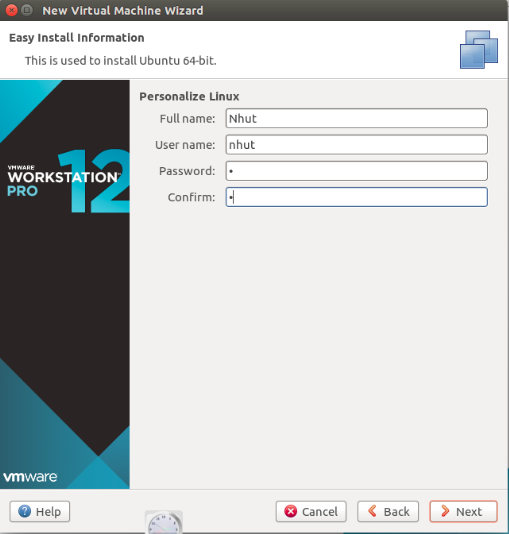 New Virtual Machine Wizard
Easy Install Information
This is used to install Ubuntu 64-bit.
Personalize Linux
Full name: Nhut
User name: nhut
Password: •
Confirm: •
VMWARE
WORKSTATION™ 12
PRO
vmware
Help
Cancel
Back
Next